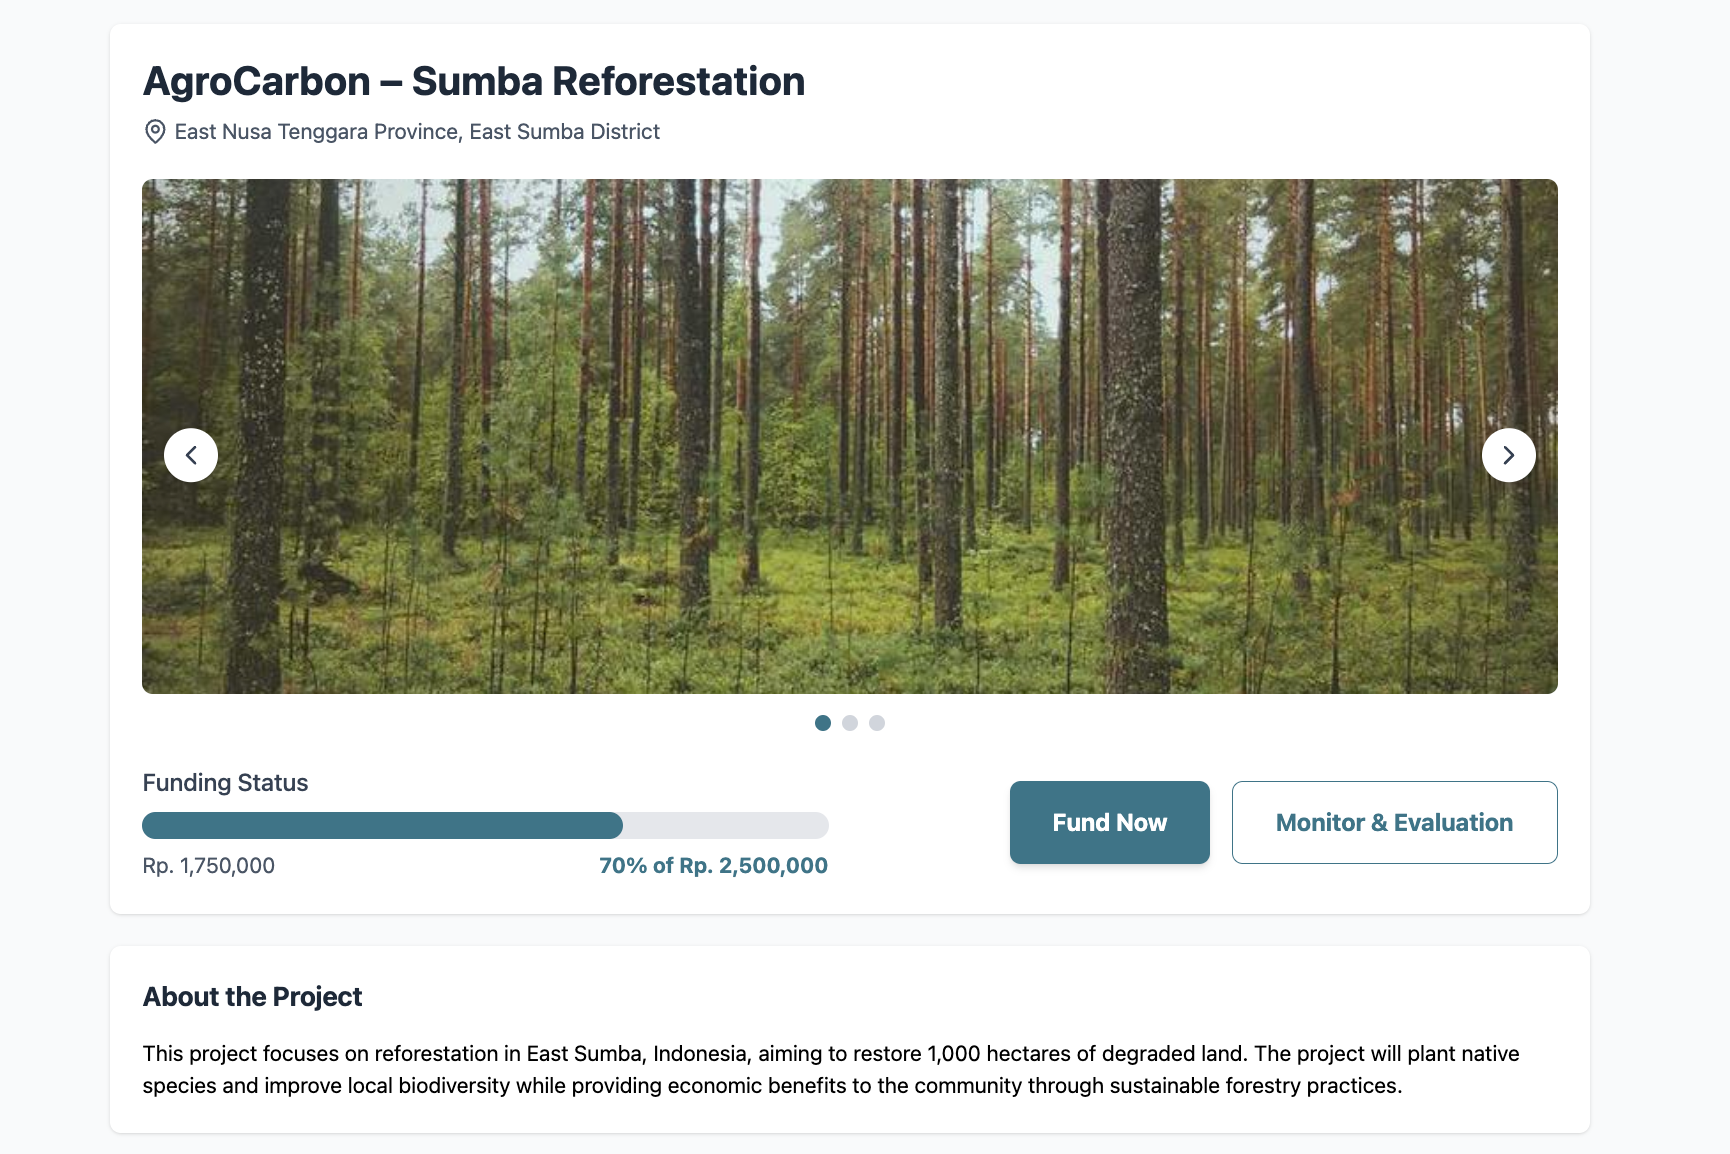 AgroCarbon – Sumba Reforestation
East Nusa Tenggara Province, East Sumba District
Funding Status
Rp. 1,750,000
70% of Rp. 2,500,000
Fund Now
Monitor & Evaluation
About the Project
This project focuses on reforestation in East Sumba, Indonesia, aiming to restore 1,000 hectares of degraded land. The project will plant native
species and improve local biodiversity while providing economic benefits to the community through sustainable forestry practices.